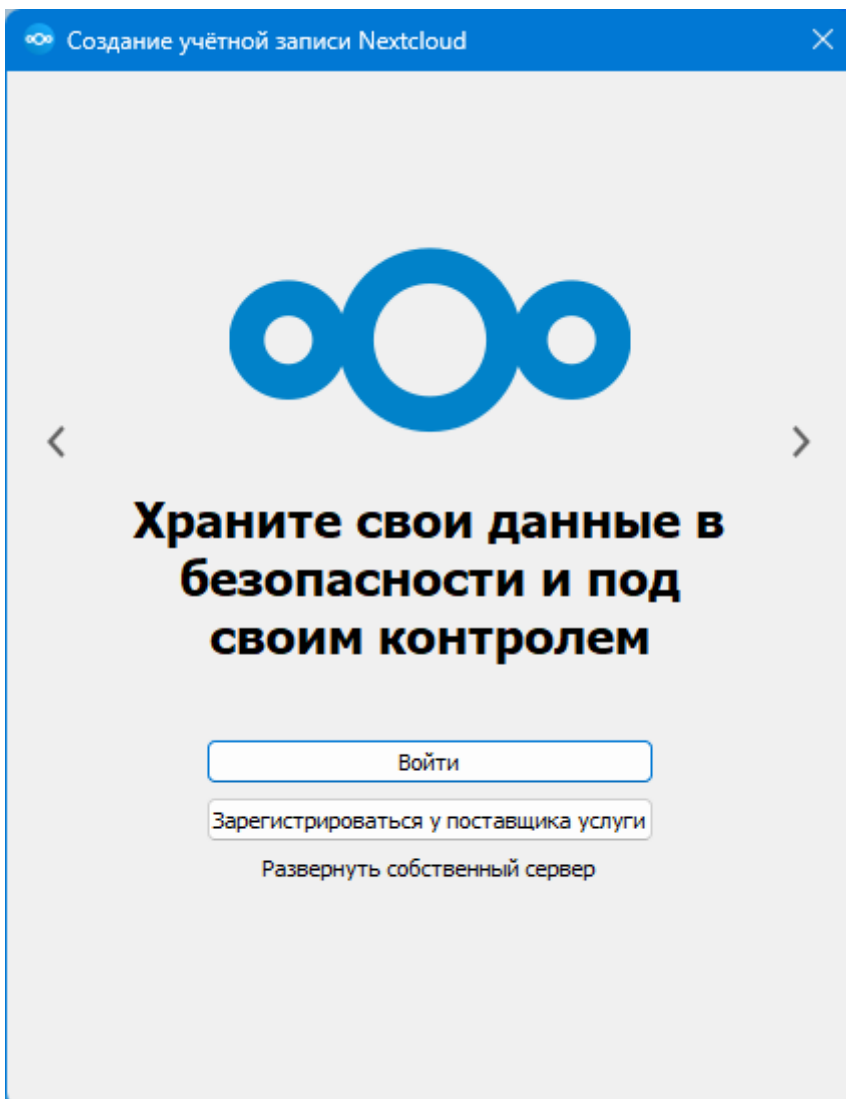 Создание учётной записи Nextcloud
Храните свои данные в
безопасности и под
своим контролем
Войти
Зарегистрироваться у поставщика услуги
Развернуть собственный сервер